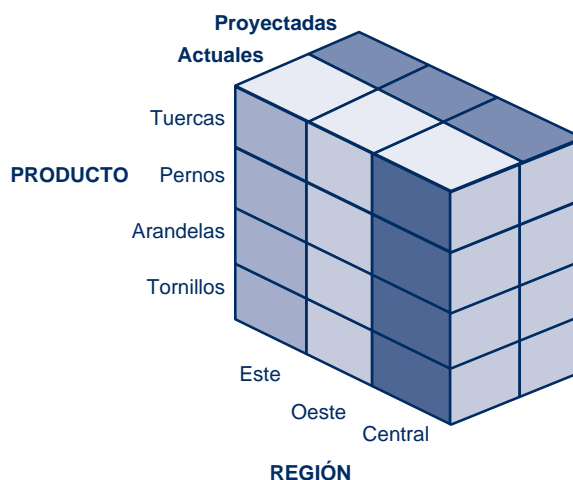 Proyectadas
Actuales
Tuercas
PRODUCTO Pernos
Arandelas
Tornillos
Este
Oeste
Central
REGIÓN